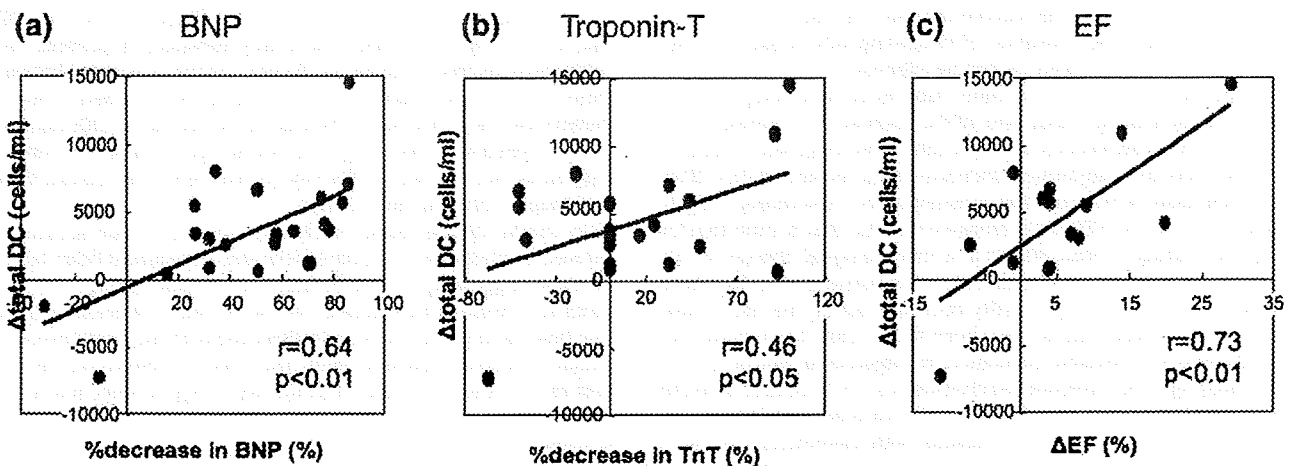 (a) BNP
15000
10000
5000
0
-5000
-10000
20
40
60
80
100
Δtotal DC (cells/ml)
r=0.64
p<0.01
%decrease in BNP (%)
(b) Troponin-T
15000
10000
5000
0
-5000
-10000
-80
-30
20
70
120
Δtotal DC (cells/ml)
r=0.46
p<0.05
%decrease in TnT (%)
(c) EF
15000
10000
5000
0
-5000
-10000
-15
5
15
25
35
Δtotal DC (cells/ml)
r=0.73
p<0.01
ΔEF (%)